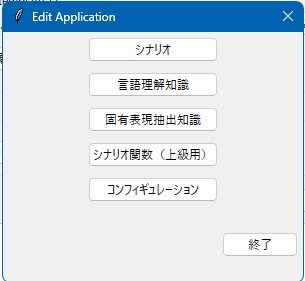 Edit Application
シナリオ
言語理解知識
固有表現抽出知識
シナリオ関数（上級用）
コンフィギュレーション
終了